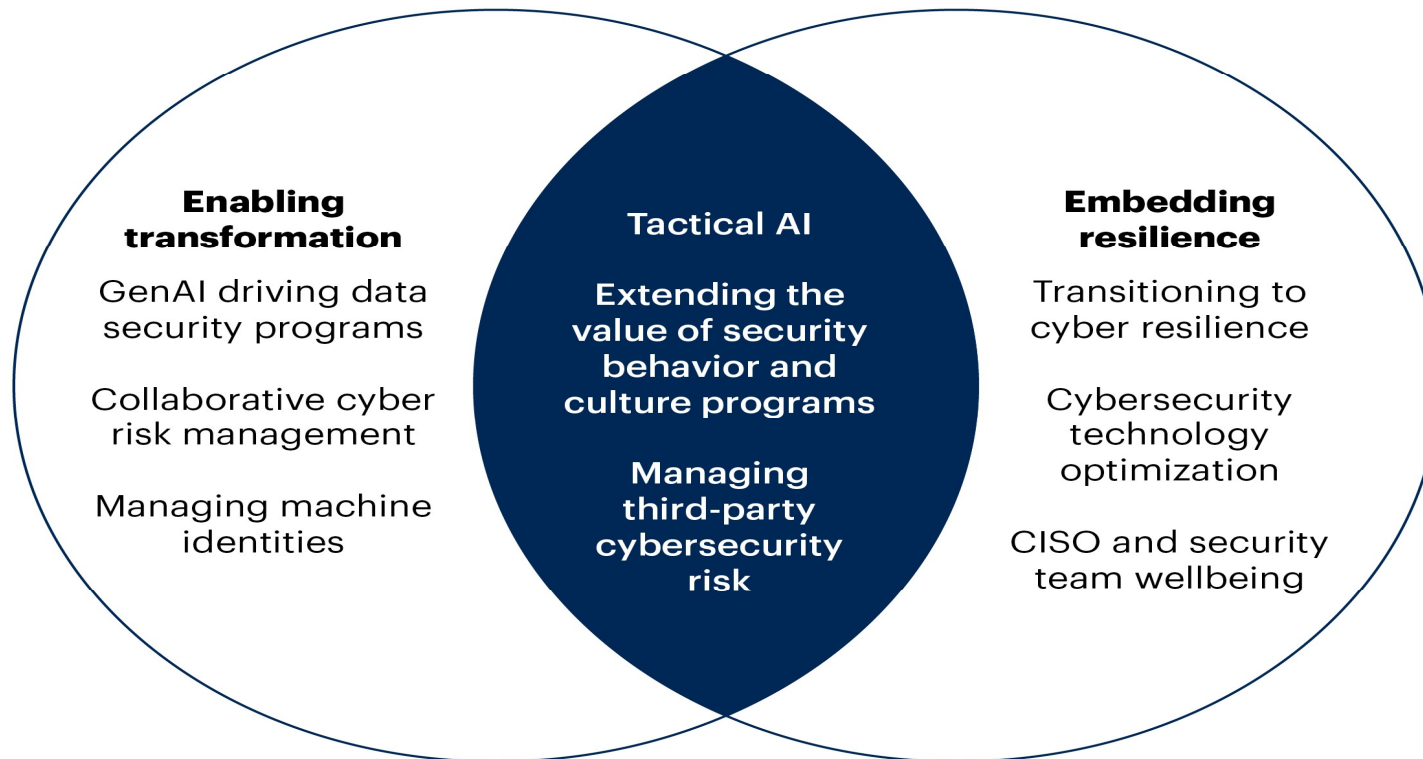 Enabling
transformation
GenAI driving data
security programs
Collaborative cyber
risk management
Managing machine
identities
Tactical AI
Extending the
value of security
behavior and
culture programs
Managing
third-party
cybersecurity
risk
Embedding
resilience
Transitioning to
cyber resilience
Cybersecurity
technology
optimization
CISO and security
team wellbeing